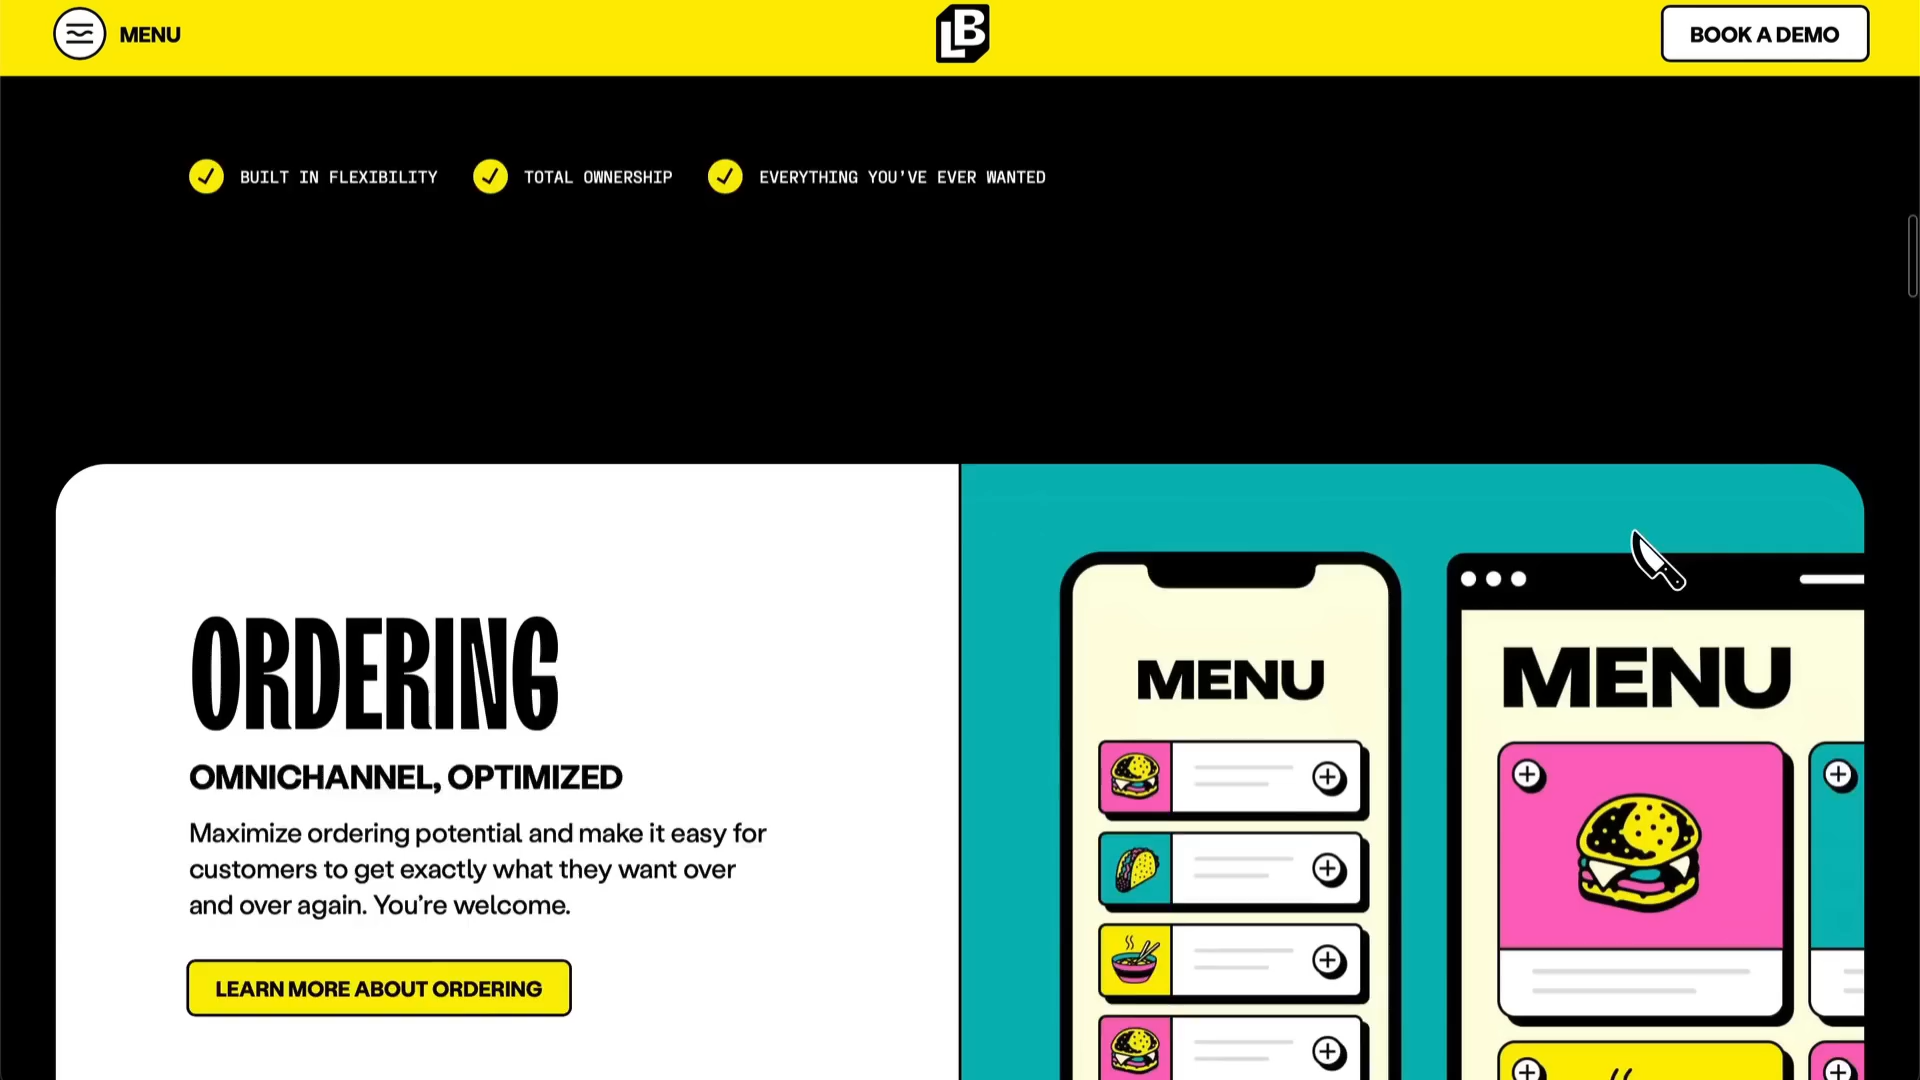 MENU
LB
BOOK A DEMO
BUILT IN FLEXIBILITY
TOTAL OWNERSHIP
EVERYTHING YOU'VE EVER WANTED
ORDERING
OMNICHANNEL, OPTIMIZED
Maximize ordering potential and make it easy for
customers to get exactly what they want over
and over again. You’re welcome.
LEARN MORE ABOUT ORDERING
MENU
MENU